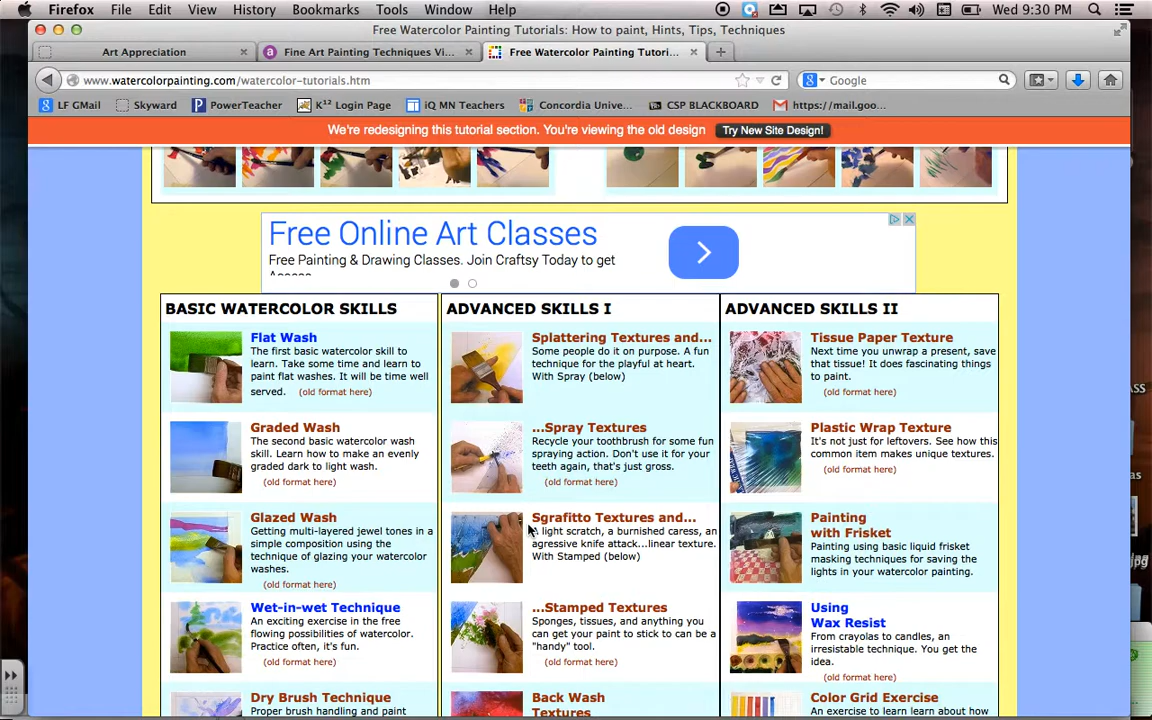 Firefox File Edit View History Bookmarks Tools Window Help Wed 9:30 PM
Free Watercolor Painting Tutorials: How to paint, Hints, Tips, Techniques
Art Appreciation Fine Art Painting Techniques Vi... Free Watercolor Painting Tutori...
www.watercolorpainting.com/watercolor-tutorials.htm Google
LF GMail Skyward PowerTeacher K¹² Login Page iQ MN Teachers Concordia Unive... CSP BLACKBOARD https://mail.goo...
We're redesigning this tutorial section. You're viewing the old design Try New Site Design!
Free Online Art Classes
Free Painting & Drawing Classes. Join Craftsy Today to get
BASIC WATERCOLOR SKILLS
Flat Wash
The first basic watercolor skill to
learn. Take some time and learn to
paint flat washes. It will be time well
served. (old format here)
Graded Wash
The second basic watercolor wash
skill. Learn how to make an evenly
graded dark to light wash.
(old format here)
Glazed Wash
Getting multi-layered jewel tones in a
simple composition using the
technique of glazing your watercolor
washes.
(old format here)
Wet-in-wet Technique
An exciting exercise in the free
flowing possibilities of watercolor.
Practice often, it's fun.
(old format here)
Dry Brush Technique
Proper brush handling and paint
ADVANCED SKILLS I
Splattering Textures and...
Some people do it on purpose. A fun
technique for the playful at heart.
With Spray (below)
...Spray Textures
Recycle your toothbrush for some fun
spraying action. Don't use it for your
teeth again, that's just gross.
(old format here)
Sgrafitto Textures and...
light scratch, a burnished caress, an
agressive knife attack...linear texture.
With Stamped (below)
...Stamped Textures
Sponges, tissues, and anything you
can get your paint to stick to can be a
"handy" tool.
(old format here)
Back Wash
Textures
ADVANCED SKILLS II
Tissue Paper Texture
Next time you unwrap a present, save
that tissue! It does fascinating things
to paint.
(old format here)
Plastic Wrap Texture
It's not just for leftovers. See how this
common item makes unique textures.
(old format here)
Painting
with Frisket
Painting using basic liquid frisket
masking techniques for saving the
lights in your watercolor painting.
Using
Wax Resist
From crayolas to candles, an
irresistable technique. You get the
idea.
(old format here)
Color Grid Exercise
An exercise to learn learn about how